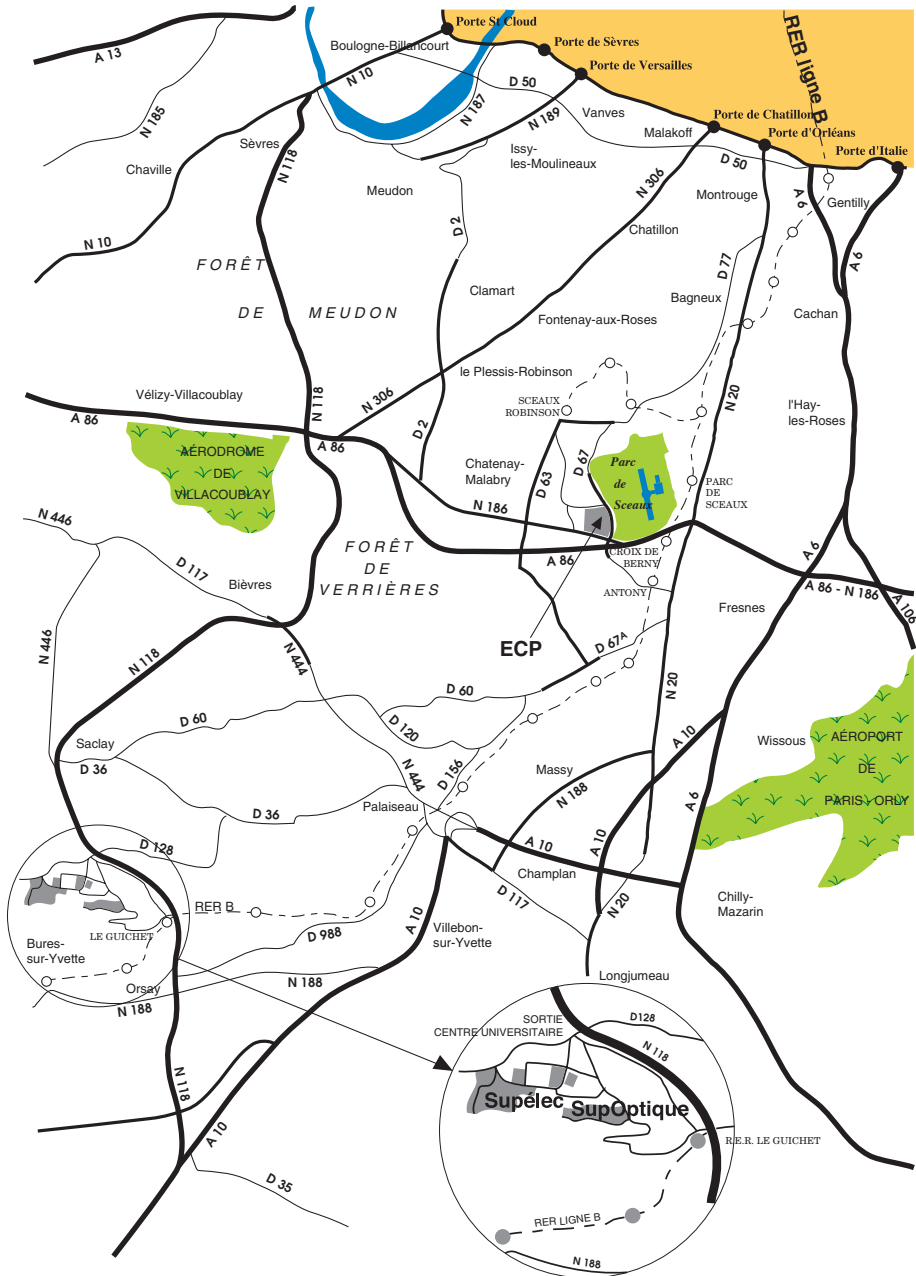 Porte St Cloud
Boulogne-Billancourt
A 13
N 10
Porte de Sèvres
RER ligne B
Porte de Versailles
D 50
N 187
N 185
N 189
Vanves
Porte de Chatillon
Malakoff
Porte d'Orléans
Sèvres
N 118
Issy-
les-Moulineaux
Porte d'Italie
D 50
Chaville
Meudon
N 306
Montrouge
A 6
Gentilly
D 2
Chatillon
N 10
FORÊT
D 77
A 6
Clamart
Bagneux
DE MEUDON
Fontenay-aux-Roses
Cachan
le Plessis-Robinson
Vélizy-Villacoublay
N 118
N 306
SCEAUX
ROBINSON
N 20
l'Hay-
les-Roses
A 86
A 86
D 2
AÉRODROME
DE
VILLACOUBLAY
Chatenay-
Malabry
D 63
D 67
Parc
de
Sceaux
PARC
DE
SCEAUX
N 186
N 446
FORÊT
DE
VERRIÈRES
D 117
Bièvres
A 86
CROIX DE
BERNY
A 6
A 86 - N 186
ANTONY
A 106
Fresnes
N 446
N 118
N 444
ECP
D 67A
N 20
D 60
D 60
D 120
A 10
Wissous
AÉROPORT
DE
PARIS - ORLY
Saclay
D 36
N 444
D 156
Massy
N 188
A 6
Palaiseau
D 36
A 10
A 10
D 128
Champlan
D 117
N 20
Chilly-
Mazarin
RER B
LE GUICHET
A 10
Villebon-
sur-Yvette
D 988
Bures-
sur-Yvette
Orsay
N 188
N 188
Longjumeau
SORTIE
CENTRE UNIVERSITAIRE
D128
N 118
N 118
Supélec
SupOptique
A 10
R.E.R. LE GUICHET
D 35
RER LIGNE B
N 188